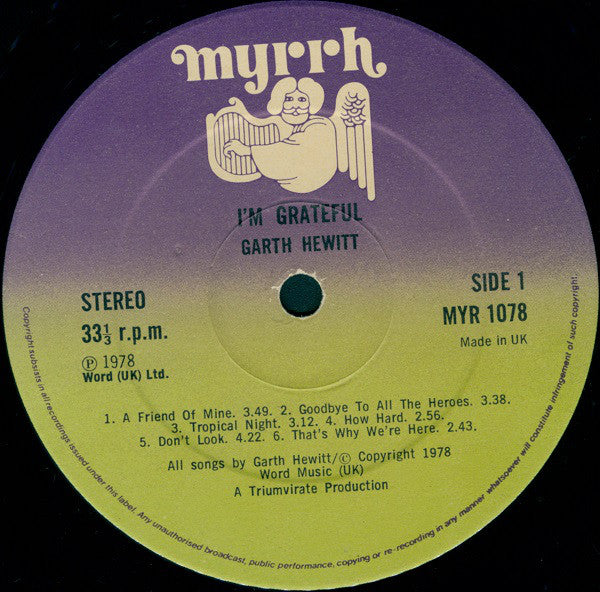 myrrh
I'M GRATEFUL
GARTH HEWITT
STEREO
33⅓ r.p.m.
Ⓟ 1978
Word (UK) Ltd.
SIDE 1
MYR 1078
Made in UK
1. A Friend Of Mine. 3.49. 2. Goodbye To All The Heroes. 3.38.
3. Tropical Night. 3.12. 4. How Hard. 2.56.
5. Don't Look. 4.22. 6. That's Why We're Here. 2.43.
All songs by Garth Hewitt/© Copyright 1978
Word Music (UK)
A Triumvirate Production
Copyright subsists in all recordings issued under this label. Any unauthorised broadcast, public performance, copying or re-recording in any manner whatsoever will constitute infringement of such copyright.